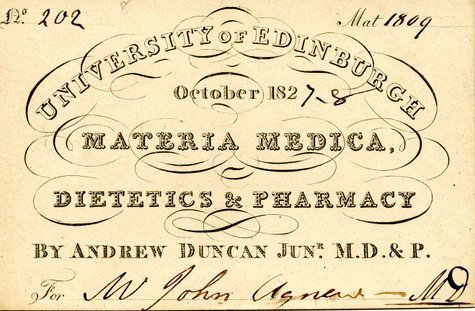 No. 202 8 Mat 1809
UNIVERSITY OF EDINBURGH
October 1827-8
MATERIA MEDICA,
DIETETICS & PHARMACY
BY ANDREW DUNCAN JUNR. M.D. & P.
For Mr John Agnew — MD